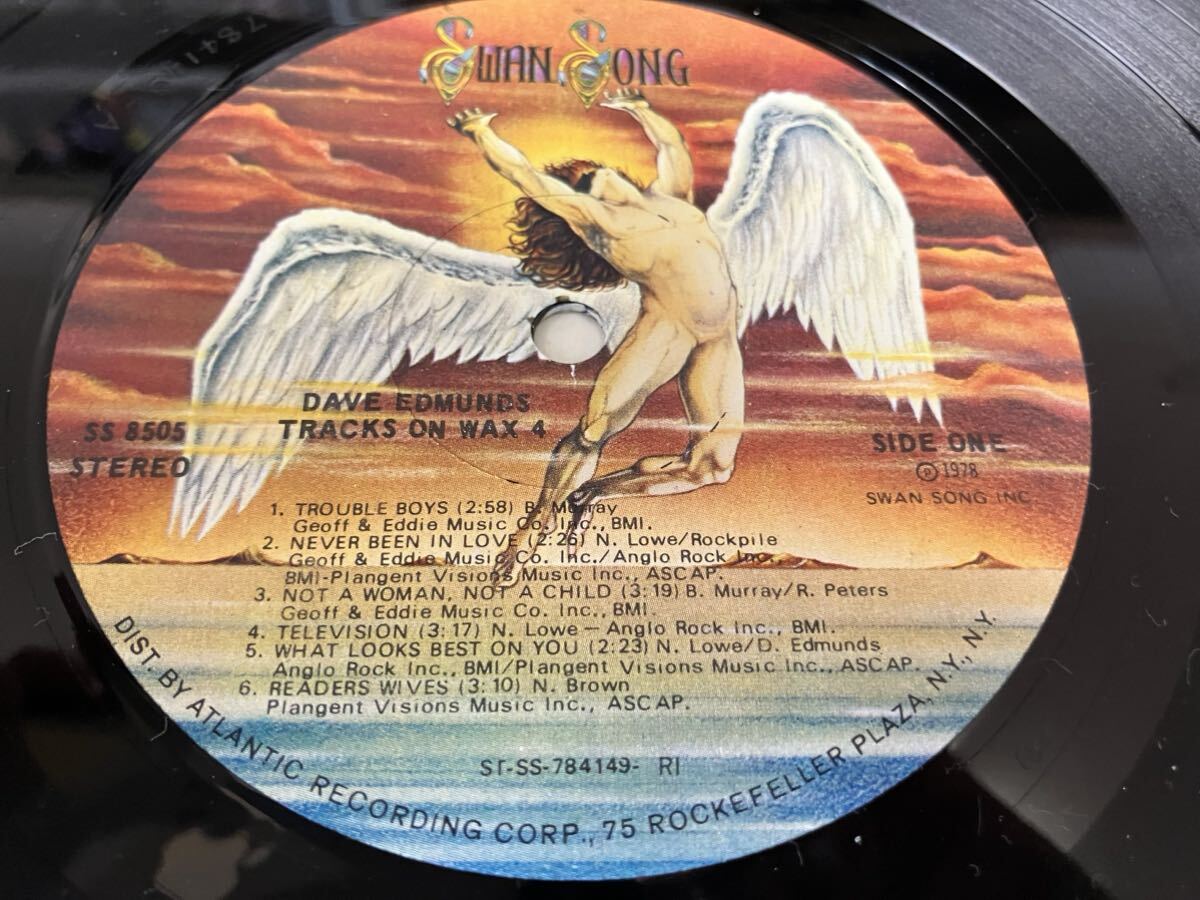 SWAN SONG
DAVE EDMUNDS
TRACKS ON WAX 4
SS 8505
STEREO
SIDE ONE
℗ 1978
SWAN SONG INC.
1. TROUBLE BOYS (2:58) B. Murray
Geoff & Eddie Music Co. Inc., BMI.
2. NEVER BEEN IN LOVE (2:26) N. Lowe/Rockpile
Geoff & Eddie Music Co. Inc./Anglo Rock Inc.,
BMI-Plangent Visions Music Inc., ASCAP.
3. NOT A WOMAN, NOT A CHILD (3:19) B. Murray/R. Peters
Geoff & Eddie Music Co. Inc., BMI.
4. TELEVISION (3:17) N. Lowe — Anglo Rock Inc., BMI.
5. WHAT LOOKS BEST ON YOU (2:23) N. Lowe/D. Edmunds
Anglo Rock Inc., BMI/Plangent Visions Music Inc., ASCAP.
6. READERS WIVES (3:10) N. Brown
Plangent Visions Music Inc., ASCAP.
ST-SS-784149- RI
DIST. BY ATLANTIC RECORDING CORP., 75 ROCKEFELLER PLAZA, N.Y., N.Y.